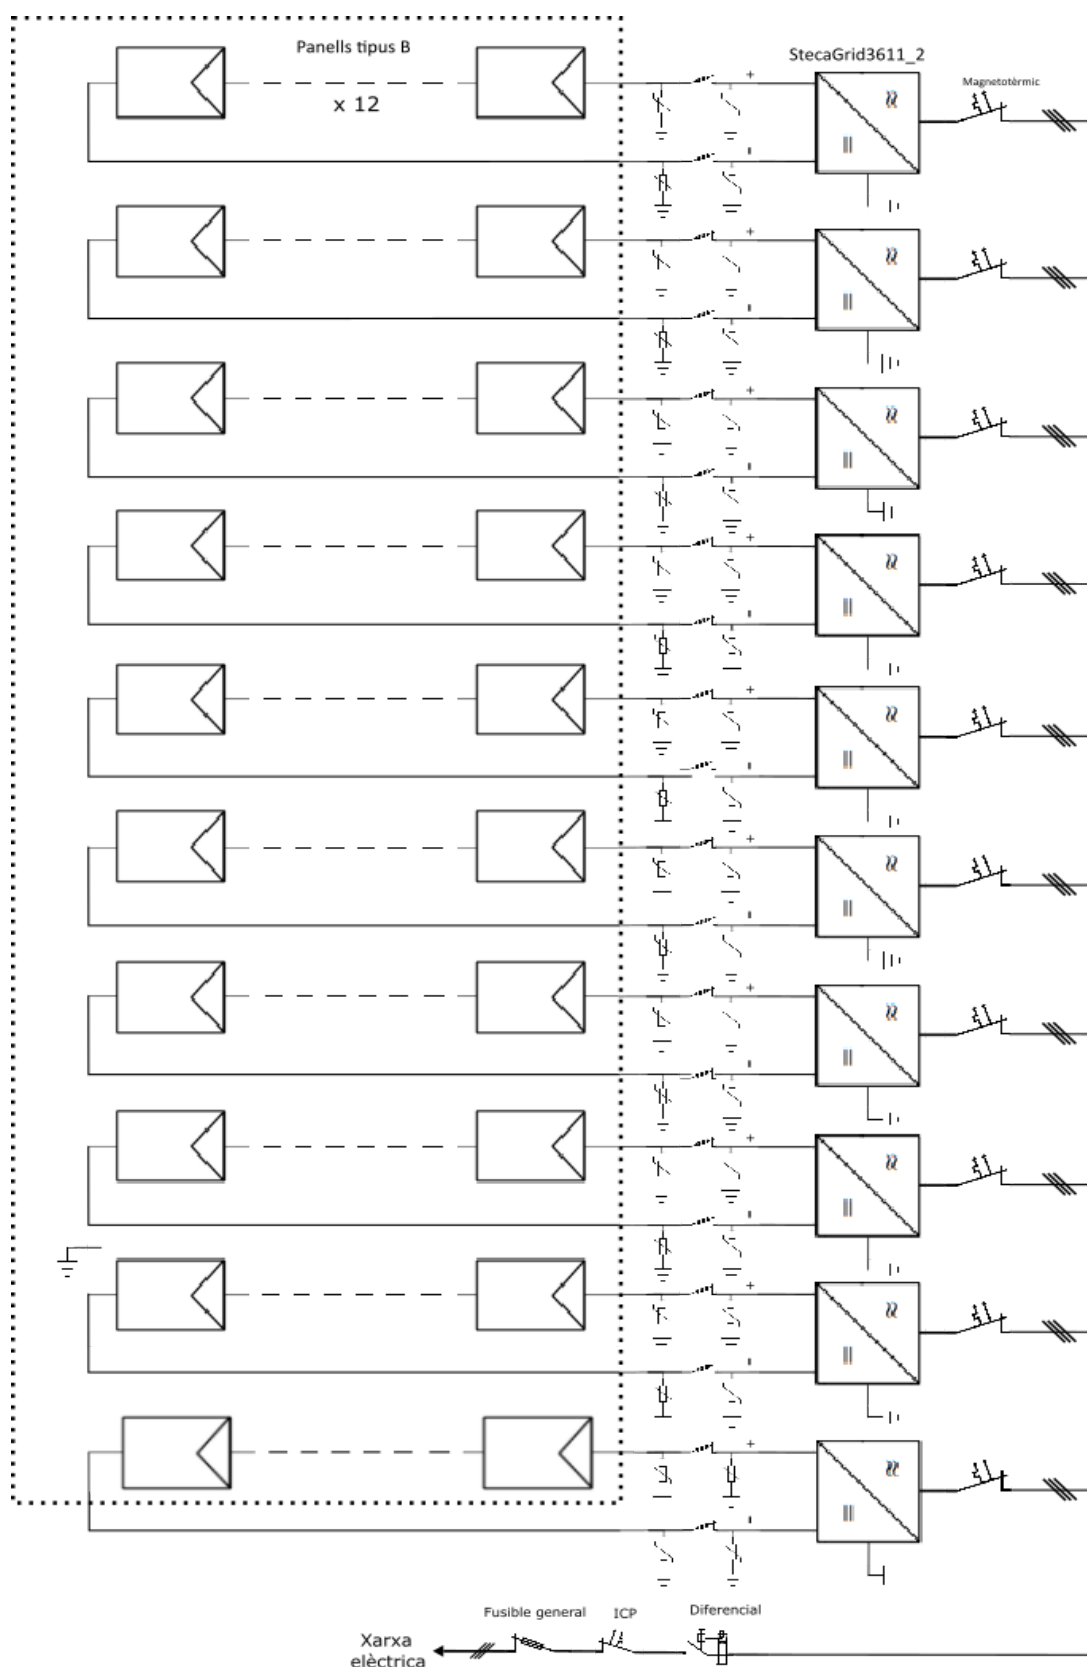 Panells tipus B
x 12
StecaGrid3611_2
Magnetotèrmic
Fusible general
ICP
Diferencial
Xarxa
elèctrica